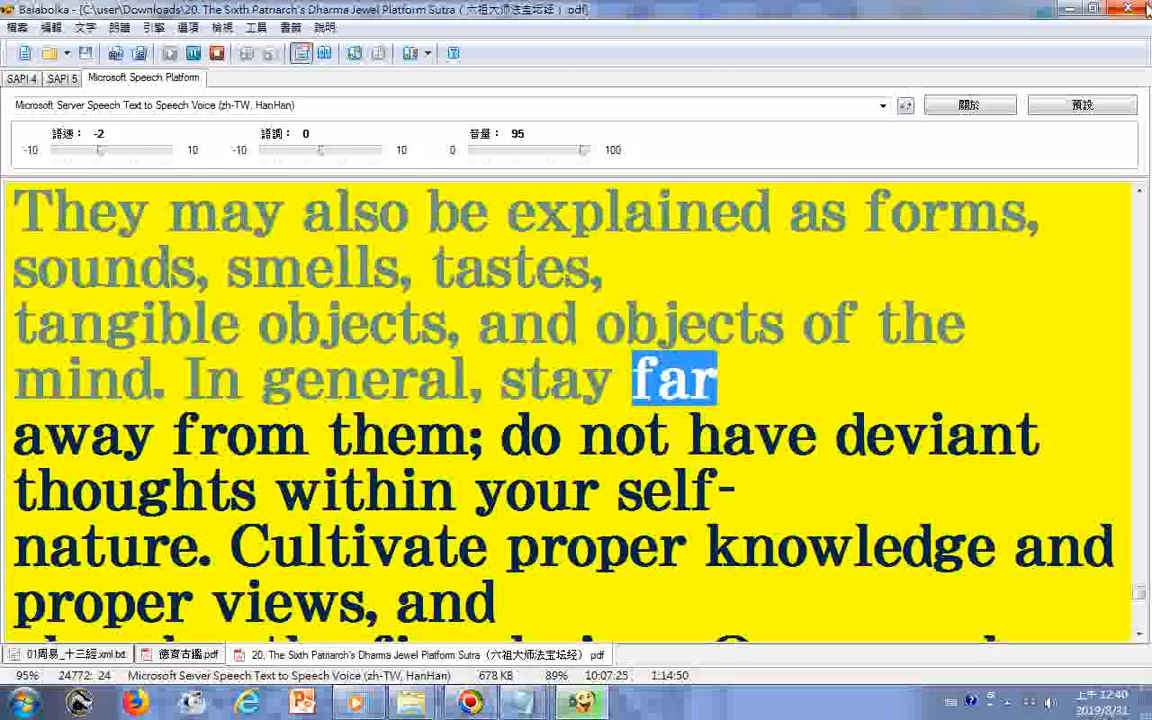 Balabolka - [C:\user\Downloads\20. The Sixth Patriarch's Dharma Jewel Platform Sutra（六祖大师法宝坛经）.pdf]
檔案 編輯 文字 朗讀 引擎 選項 檢視 工具 書籤 說明
SAPI 4 SAPI 5 Microsoft Speech Platform
Microsoft Server Speech Text to Speech Voice (zh-TW, HanHan) 關於 預設
語速： -2 語調： 0 音量： 95
-10 10 -10 10 0 100
They may also be explained as forms,
sounds, smells, tastes,
tangible objects, and objects of the
mind. In general, stay far
away from them; do not have deviant
thoughts within your self-
nature. Cultivate proper knowledge and
proper views, and
01周易_十三經.xml.txt 德育古鑑.pdf 20. The Sixth Patriarch's Dharma Jewel Platform Sutra（六祖大师法宝坛经）.pdf
95% 24772: 24 Microsoft Server Speech Text to Speech Voice (zh-TW, HanHan) 678 KB 89% 10:07:25 1:14:50
上午 12:40
2019/8/31